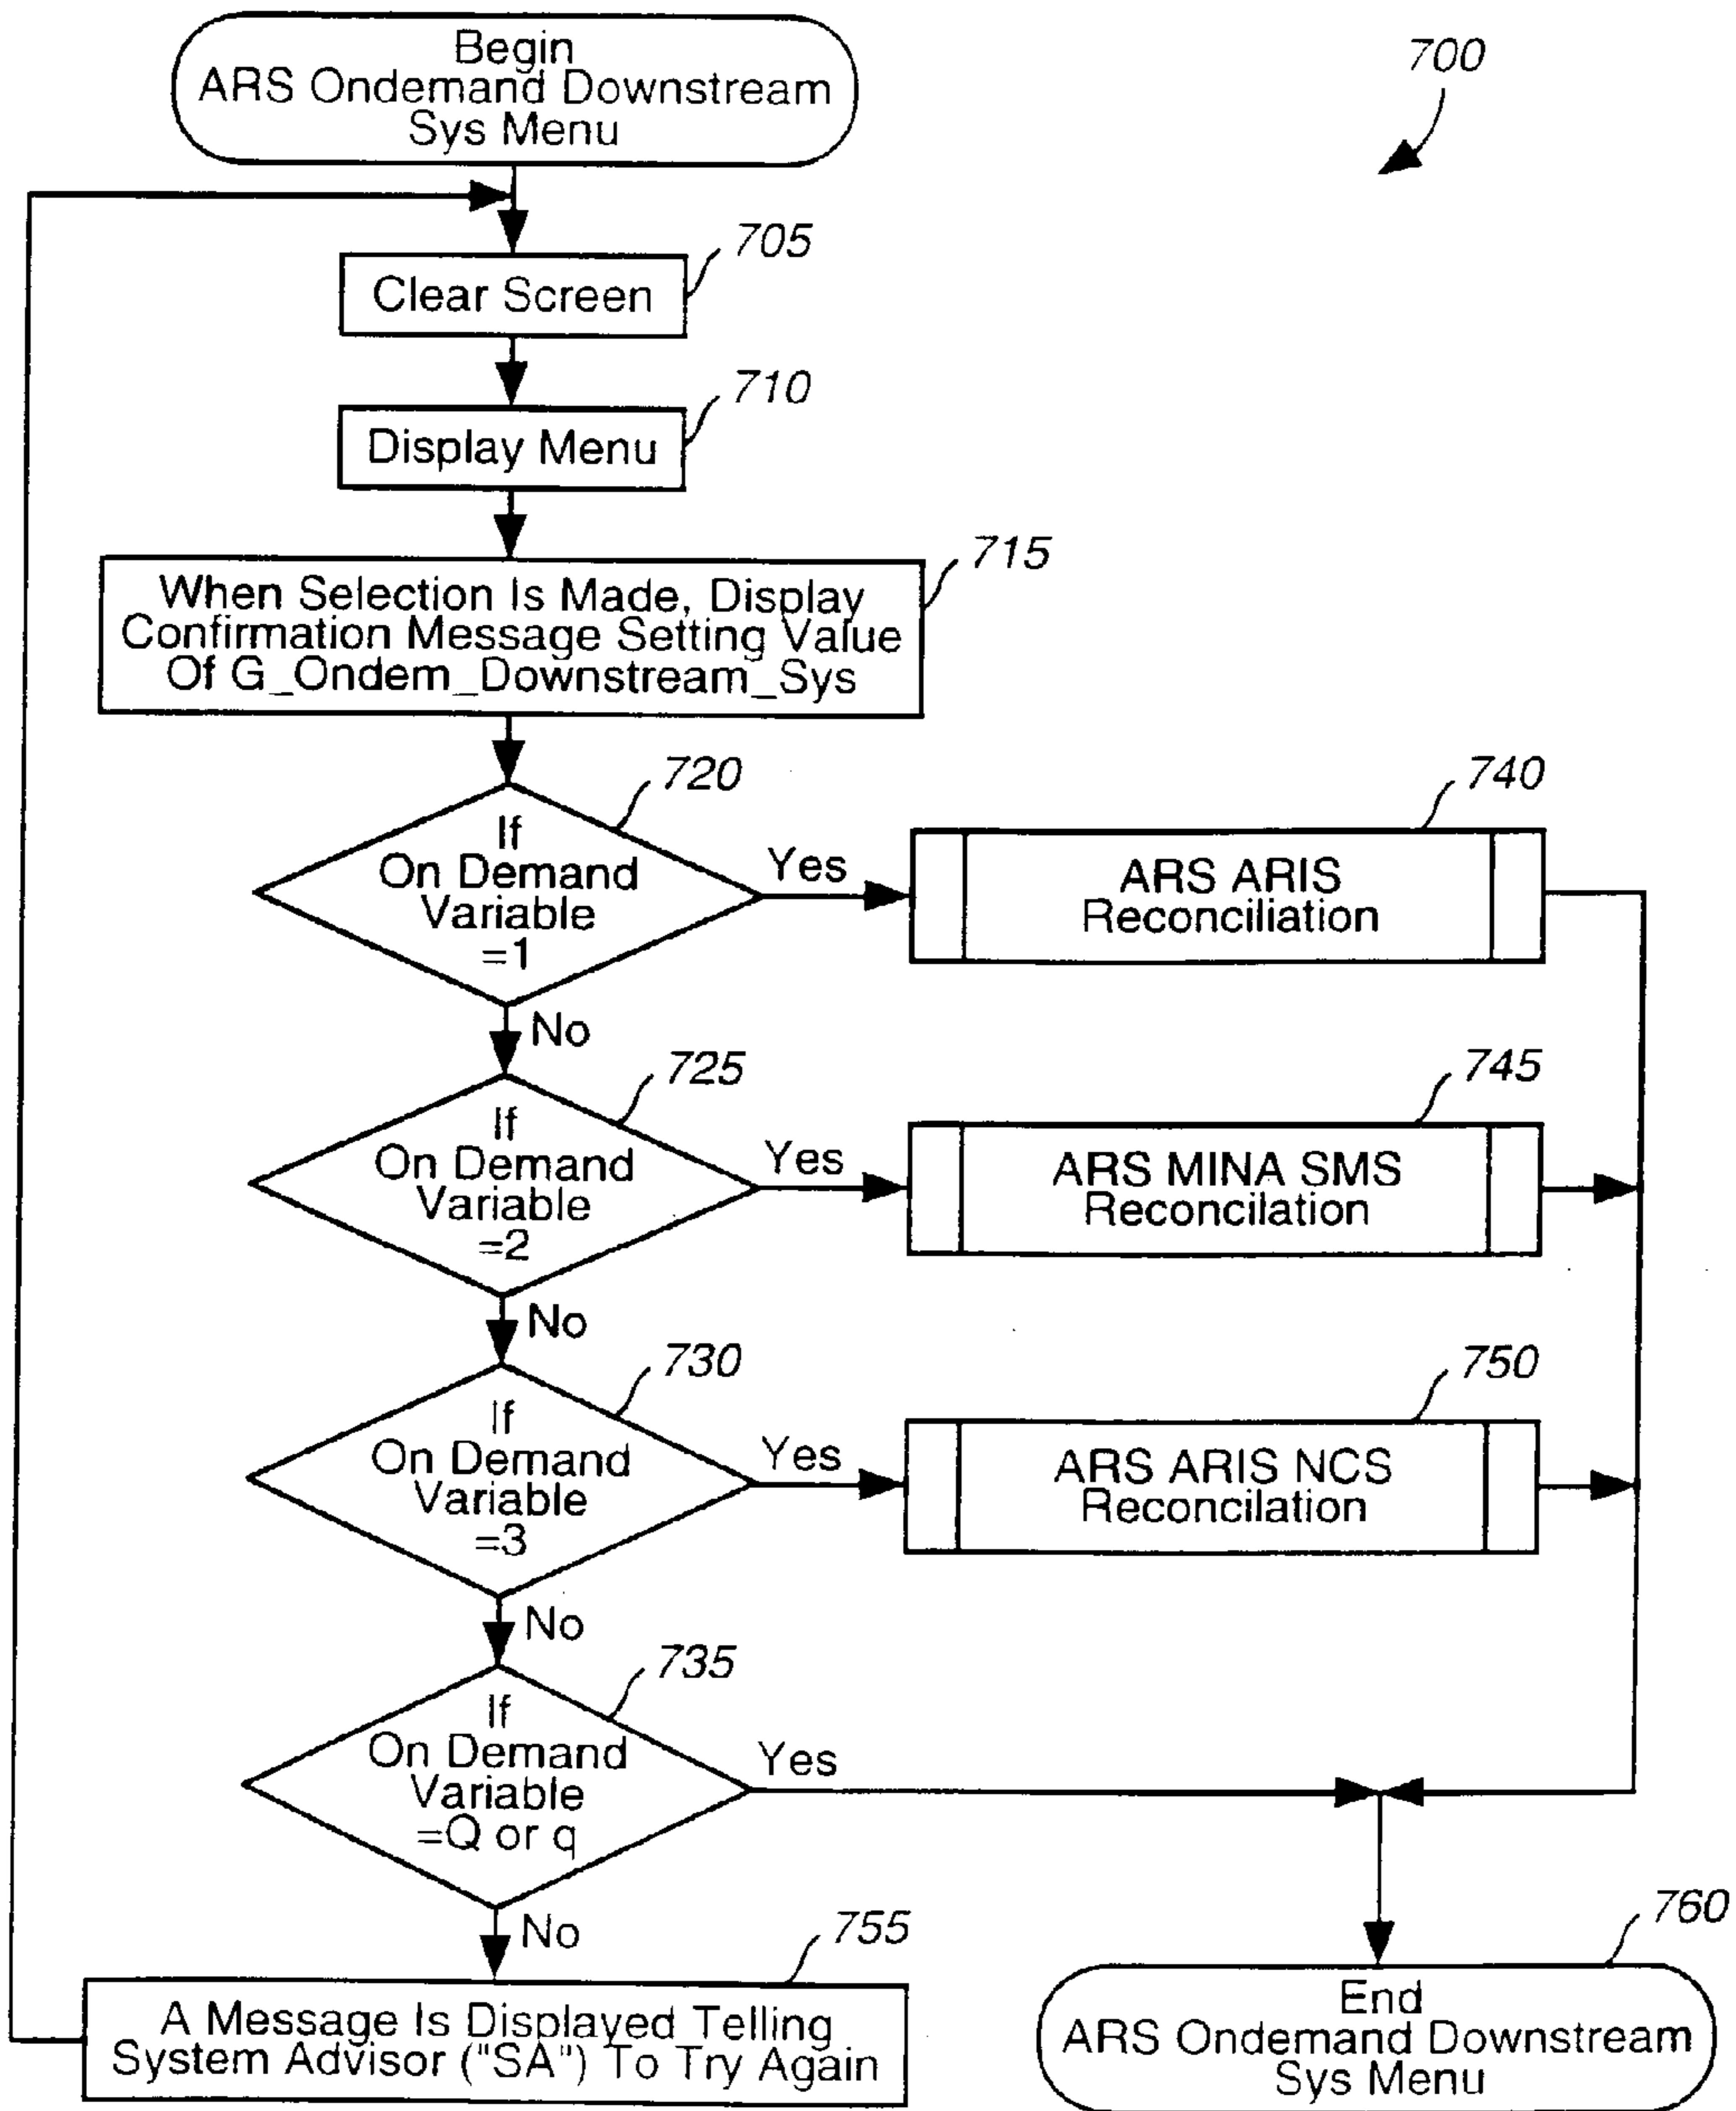 Begin
ARS Ondemand Downstream
Sys Menu
700
705
Clear Screen
710
Display Menu
715
When Selection Is Made, Display
Confirmation Message Setting Value
Of G_Ondem_Downstream_Sys
720
If
On Demand
Variable
=1
Yes
740
ARS ARIS
Reconciliation
No
725
If
On Demand
Variable
=2
Yes
745
ARS MINA SMS
Reconcilation
No
730
If
On Demand
Variable
=3
Yes
750
ARS ARIS NCS
Reconcilation
No
735
If
On Demand
Variable
=Q or q
Yes
No
755
A Message Is Displayed Telling
System Advisor ("SA") To Try Again
760
End
ARS Ondemand Downstream
Sys Menu